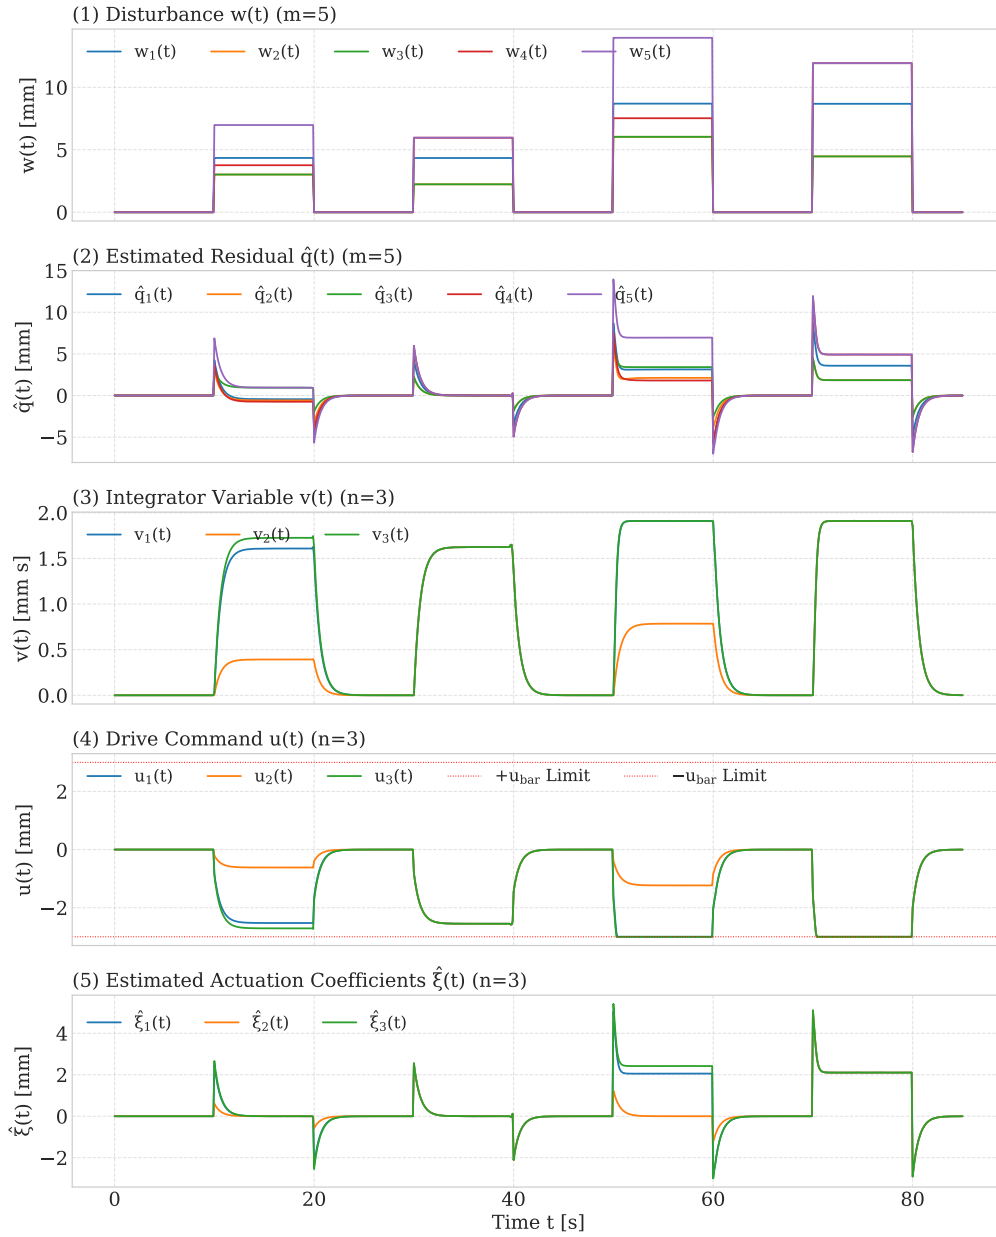 (1) Disturbance w(t) (m=5)
w₁(t) w₂(t) w₃(t) w₄(t) w₅(t)
10
5
0
w(t) [mm]
(2) Estimated Residual q̂(t) (m=5)
q̂₁(t) q̂₂(t) q̂₃(t) q̂₄(t) q̂₅(t)
15
10
5
0
−5
q̂(t) [mm]
(3) Integrator Variable v(t) (n=3)
v₁(t) v₂(t) v₃(t)
2.0
1.5
1.0
0.5
0.0
v(t) [mm s]
(4) Drive Command u(t) (n=3)
u₁(t) u₂(t) u₃(t) +u_bar Limit −u_bar Limit
2
0
−2
u(t) [mm]
(5) Estimated Actuation Coefficients ξ̂(t) (n=3)
ξ̂₁(t) ξ̂₂(t) ξ̂₃(t)
4
2
0
−2
ξ̂(t) [mm]
0 20 40 60 80
Time t [s]